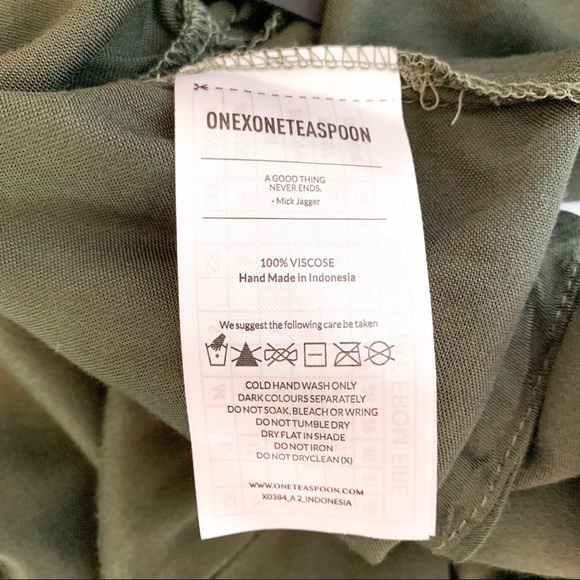 ONEXONETEASPOON
A GOOD THING
NEVER ENDS.
- Mick Jagger
100% VISCOSE
Hand Made in Indonesia
We suggest the following care be taken
COLD HAND WASH ONLY
DARK COLOURS SEPARATELY
DO NOT SOAK, BLEACH OR WRING
DO NOT TUMBLE DRY
DRY FLAT IN SHADE
DO NOT IRON
DO NOT DRYCLEAN (X)
WWW.ONETEASPOON.COM
X0384_A 2_INDONESIA